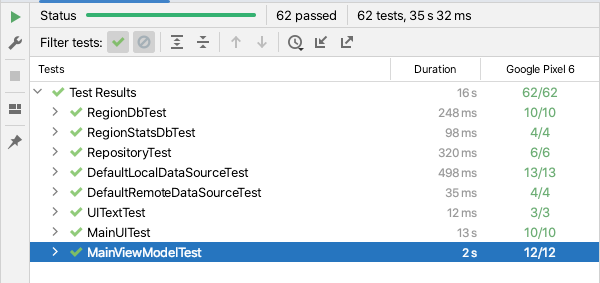 Status 62 passed 62 tests, 35 s 32 ms
Filter tests:
Tests Duration Google Pixel 6
Test Results 16 s 62/62
RegionDbTest 248 ms 10/10
RegionStatsDbTest 98 ms 4/4
RepositoryTest 320 ms 6/6
DefaultLocalDataSourceTest 498 ms 13/13
DefaultRemoteDataSourceTest 35 ms 4/4
UITextTest 12 ms 3/3
MainUITest 13 s 10/10
MainViewModelTest 2 s 12/12